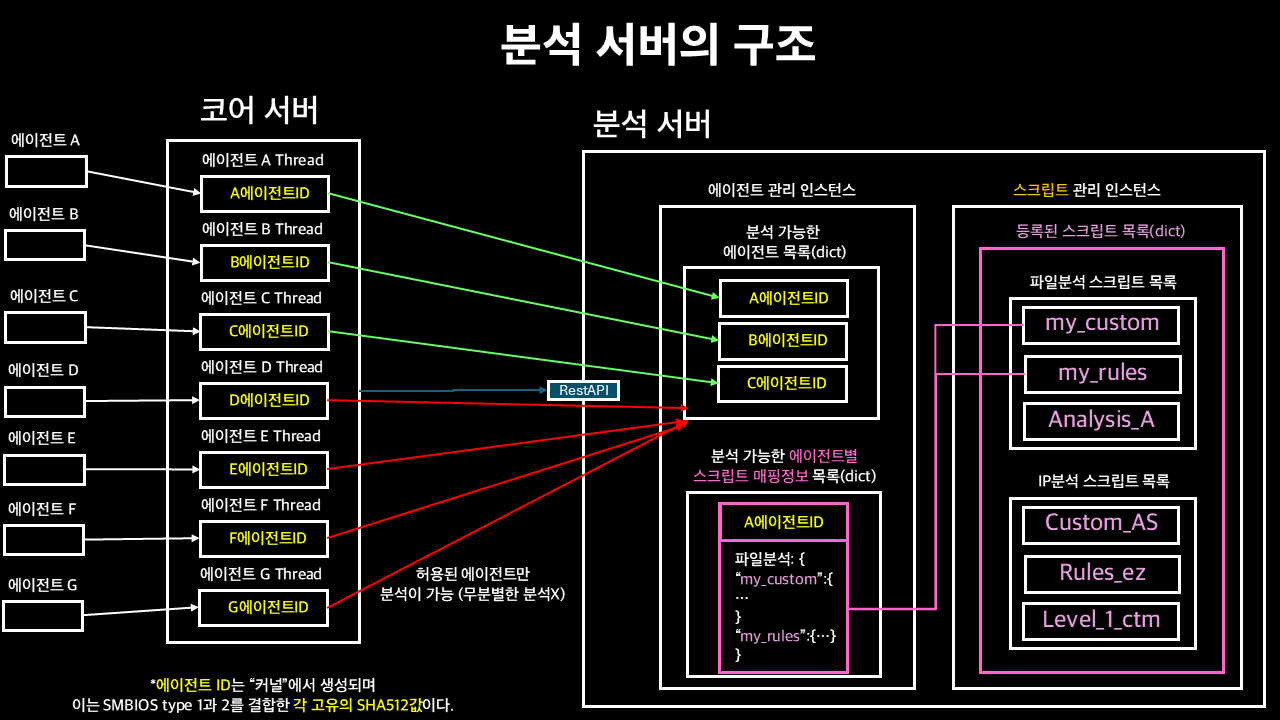 분석 서버의 구조
코어 서버
분석 서버
에이전트 A
에이전트 B
에이전트 C
에이전트 D
에이전트 E
에이전트 F
에이전트 G
에이전트 A Thread
A에이전트ID
에이전트 B Thread
B에이전트ID
에이전트 C Thread
C에이전트ID
에이전트 D Thread
D에이전트ID
에이전트 E Thread
E에이전트ID
에이전트 F Thread
F에이전트ID
에이전트 G Thread
G에이전트ID
RestAPI
허용된 에이전트만
분석이 가능 (무분별한 분석X)
에이전트 관리 인스턴스
분석 가능한
에이전트 목록(dict)
A에이전트ID
B에이전트ID
C에이전트ID
분석 가능한 에이전트별
스크립트 매핑정보 목록(dict)
A에이전트ID
파일분석: {
“my_custom”:{
…
}
“my_rules”:{…}
}
스크립트 관리 인스턴스
등록된 스크립트 목록(dict)
파일분석 스크립트 목록
my_custom
my_rules
Analysis_A
IP분석 스크립트 목록
Custom_AS
Rules_ez
Level_1_ctm
*에이전트 ID는 “커널”에서 생성되며
이는 SMBIOS type 1과 2를 결합한 각 고유의 SHA512값이다.